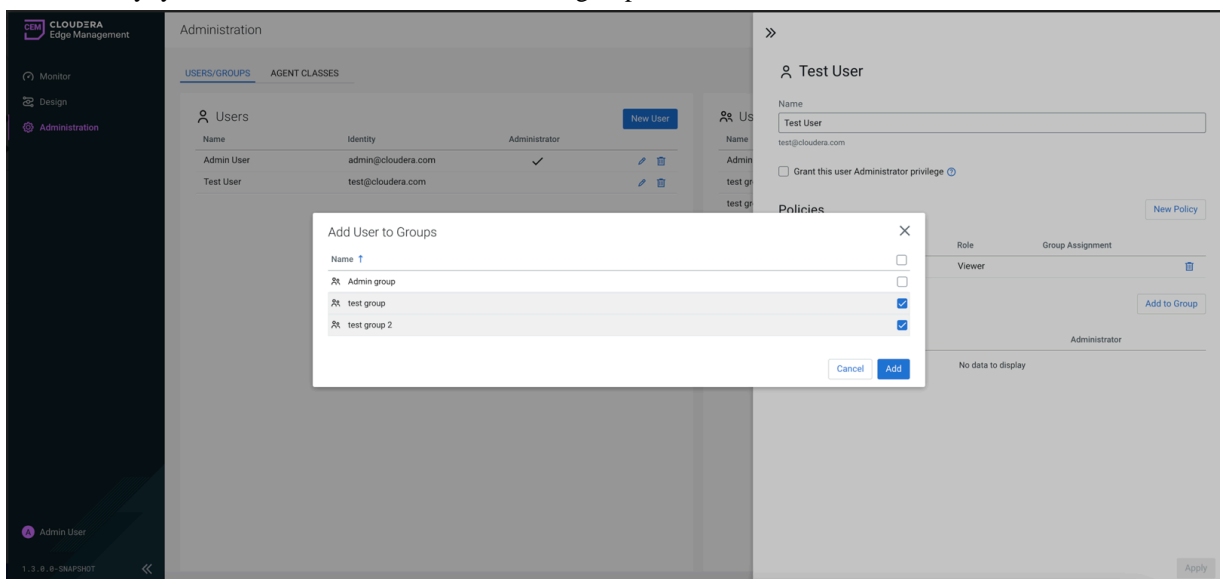 CEM CLOUDERA
Edge Management
Administration
Monitor
Design
Administration
USERS/GROUPS AGENT CLASSES
Users
New User
Name Identity Administrator
Admin User admin@cloudera.com
Test User test@cloudera.com
Us
Name
Admin
test gr
test gr
Test User
Name
Test User
test@cloudera.com
Grant this user Administrator privilege
Policies
New Policy
Role Group Assignment
Viewer
Add to Group
Administrator
No data to display
Add User to Groups
Name
Admin group
test group
test group 2
Cancel Add
A Admin User
1.3.0.0-SNAPSHOT
Apply